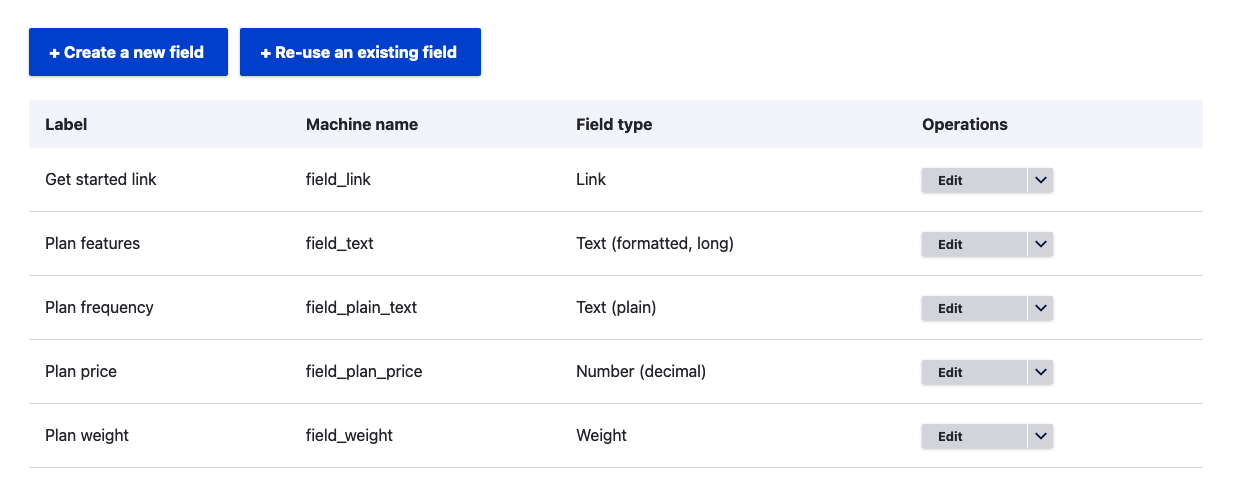 + Create a new field + Re-use an existing field
Label Machine name Field type Operations
Get started link field_link Link Edit
Plan features field_text Text (formatted, long) Edit
Plan frequency field_plain_text Text (plain) Edit
Plan price field_plan_price Number (decimal) Edit
Plan weight field_weight Weight Edit